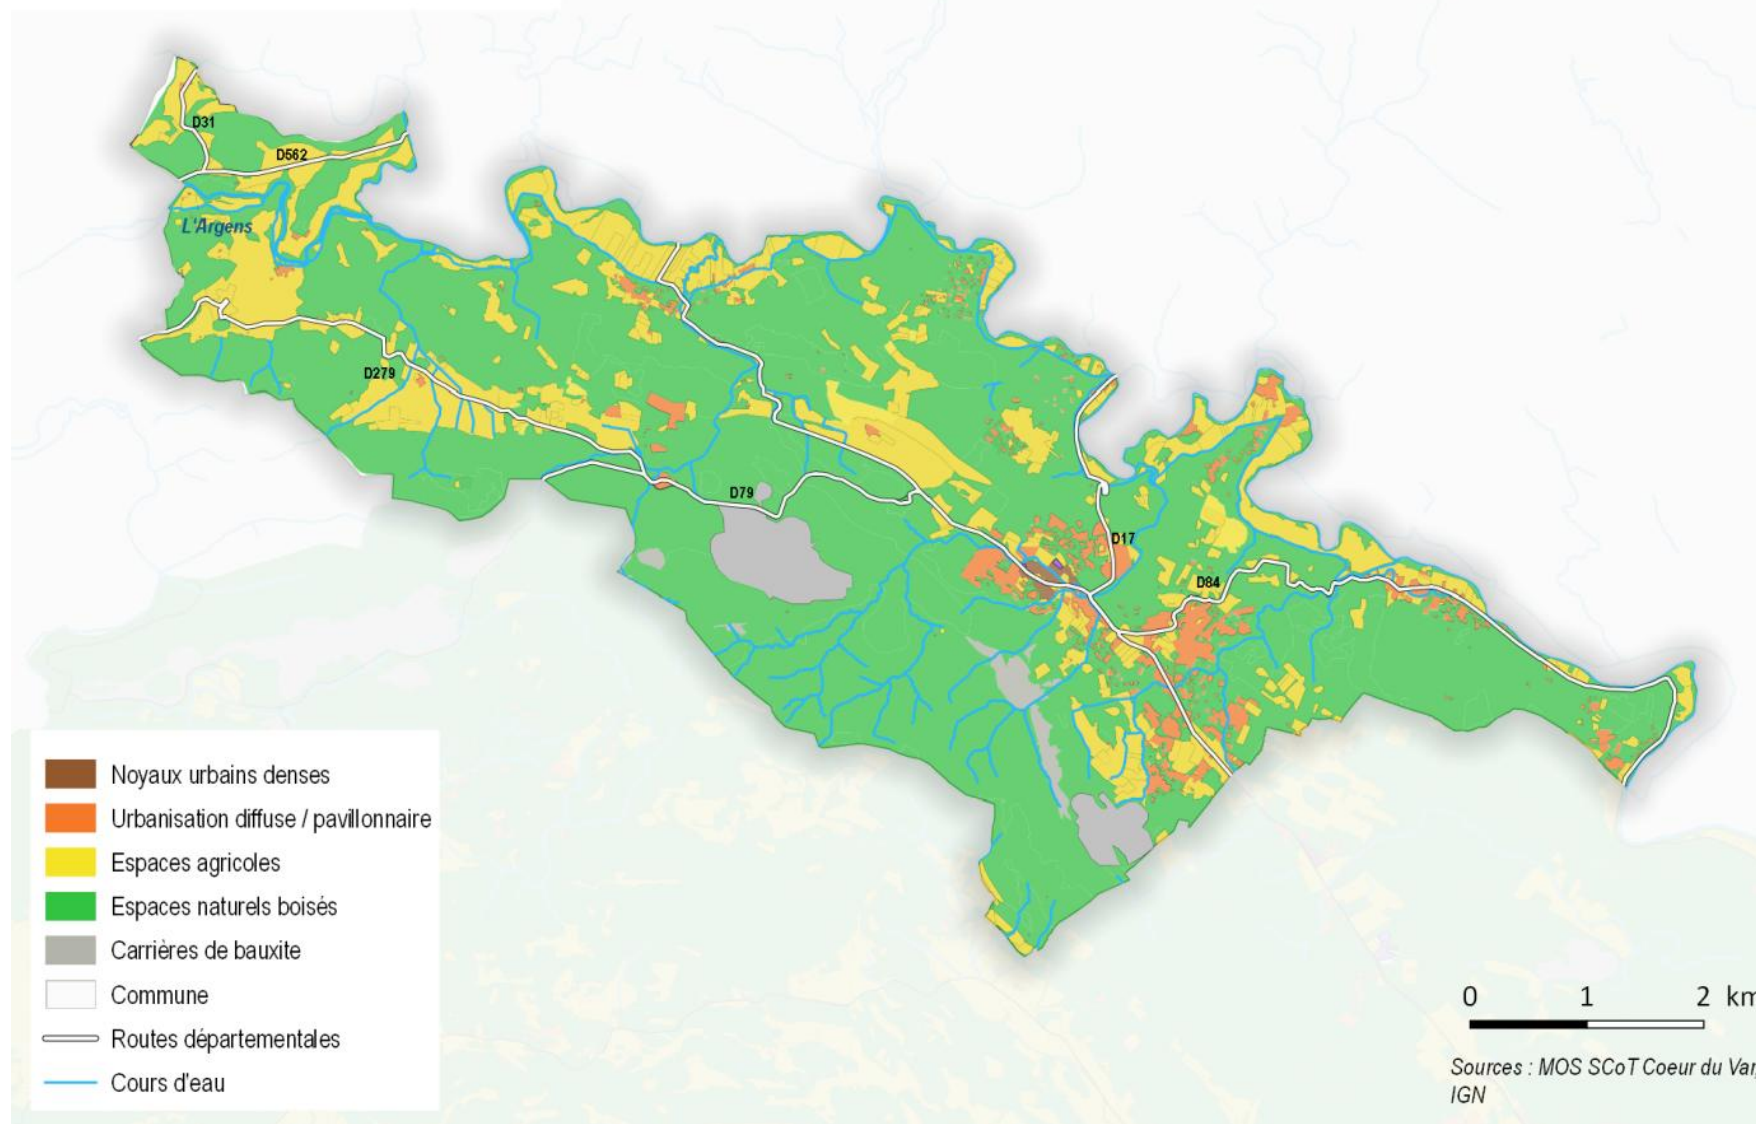 D31
D562
L'Argens
D279
D79
D17
D84
Noyaux urbains denses
Urbanisation diffuse / pavillonnaire
Espaces agricoles
Espaces naturels boisés
Carrières de bauxite
Commune
Routes départementales
Cours d'eau
0 1 2 km
Sources : MOS SCoT Coeur du Var,
IGN